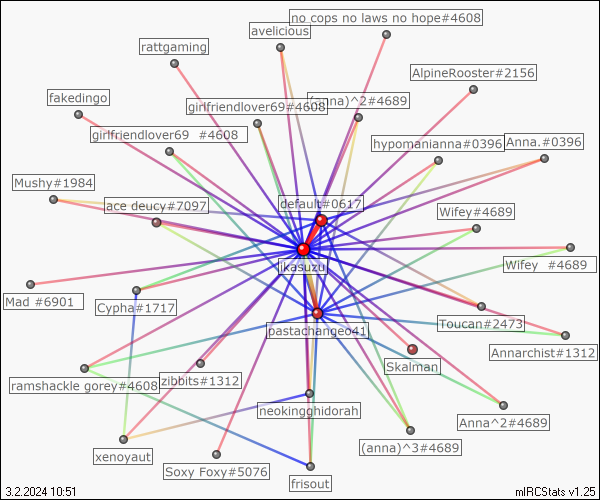 no cops no laws no hope#4608
avelicious
rattgaming
AlpineRooster#2156
fakedingo
girlfriendlover69#4608
(anna)^2#4689
girlfriendlover69 #4608
hypomanianna#0396
Anna.#0396
Mushy#1984
ace deucy#7097
default#0617
Wifey#4689
jikasuzu
Wifey #4689
Mad #6901
Cypha#1717
pastachangeo41
Toucan#2473
Annarchist#1312
Skalman
ramshackle gorey#4608
zibbits#1312
neokingghidorah
Anna^2#4689
(anna)^3#4689
xenoyaut
Soxy Foxy#5076
frisout
3.2.2024 10:51
mIRCStats v1.25